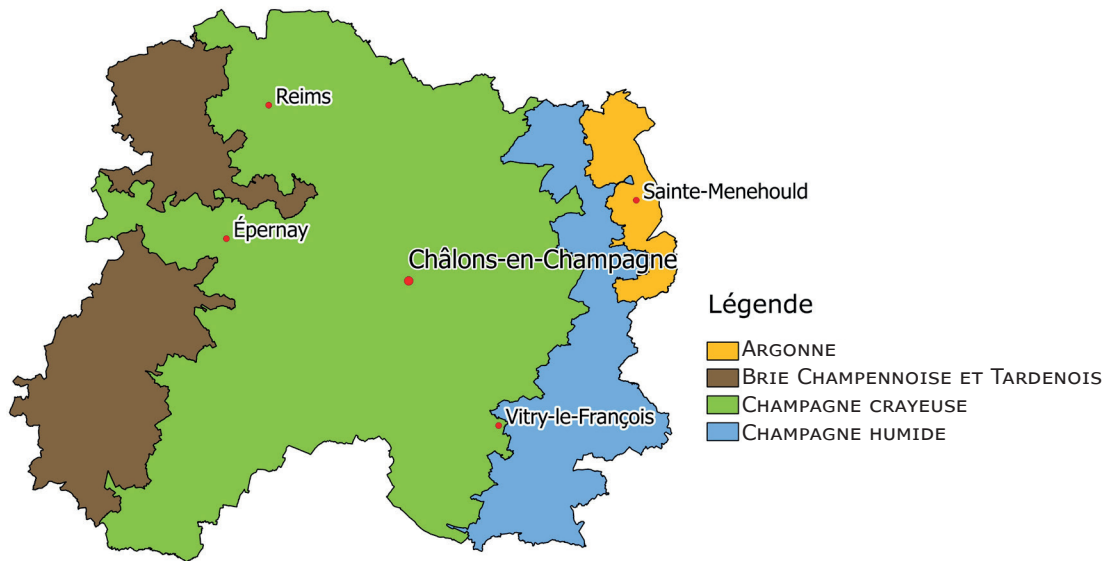 Reims
Sainte-Menehould
Épernay
Châlons-en-Champagne
Légende
Argonne
Brie Champennoise et Tardenois
Champagne crayeuse
Vitry-le-François
Champagne humide